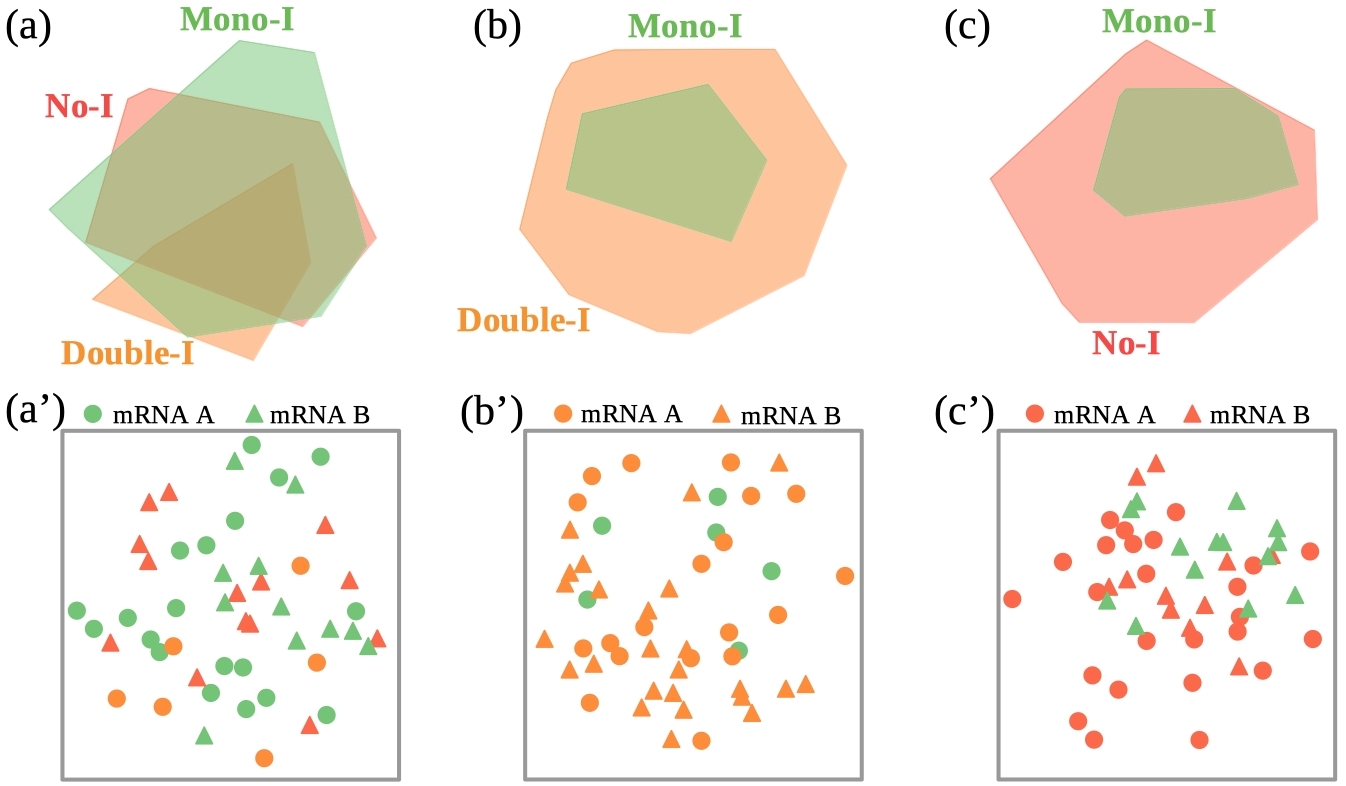 (a)
Mono-I
No-I
Double-I
(b)
Mono-I
Double-I
(c)
Mono-I
No-I
(a’)
mRNA A
mRNA B
(b’)
mRNA A
mRNA B
(c’)
mRNA A
mRNA B